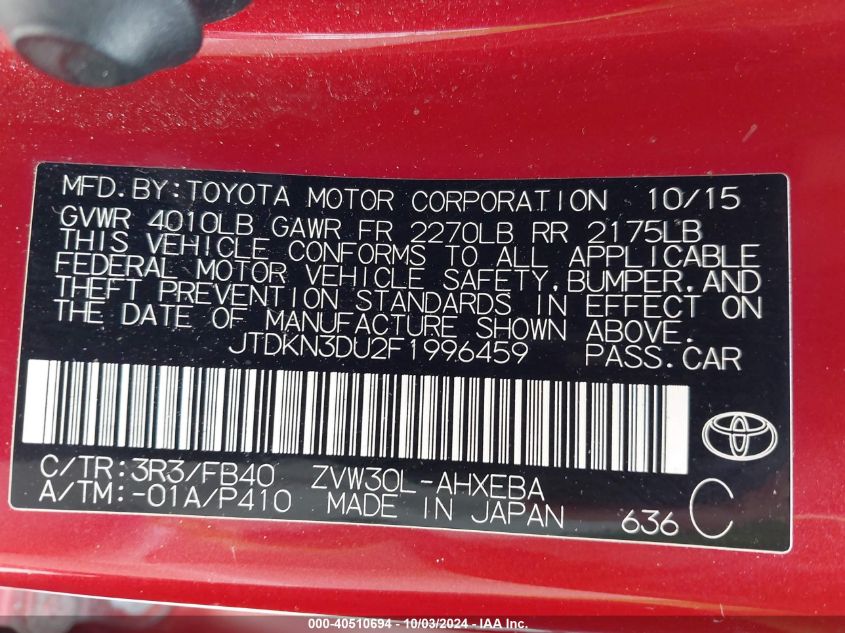 MFD.BY:TOYOTA MOTOR CORPORATION 10/15
GVWR 4010LB GAWR FR 2270LB RR 2175LB
THIS VEHICLE CONFORMS TO ALL APPLICABLE
FEDERAL MOTOR VEHICLE SAFETY,BUMPER,AND
THEFT PREVENTION STANDARDS IN EFFECT ON
THE DATE OF MANUFACTURE SHOWN ABOVE.
JTDKN3DU2F1996459 PASS.CAR
C/TR:3R3/FB40 ZVW30L-AHXEBA
A/TM:-01A/P410 MADE IN JAPAN 636 C
000-40510694 - 10/03/2024 - IAA Inc.